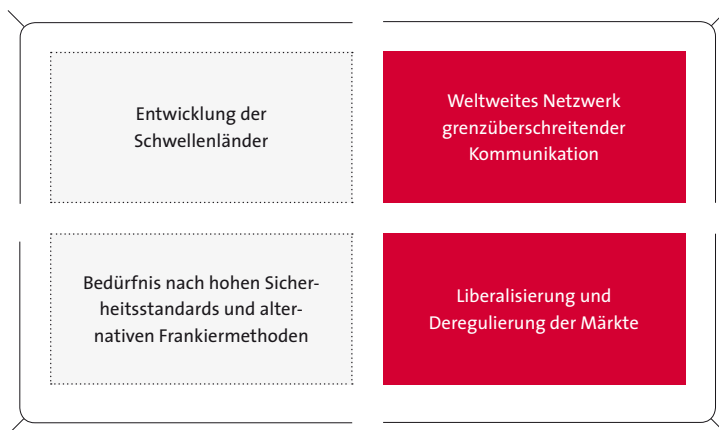 Entwicklung der
Schwellenländer
Weltweites Netzwerk
grenzüberschreitender
Kommunikation
Bedürfnis nach hohen Sicher-
heitsstandards und alter-
nativen Frankiermethoden
Liberalisierung und
Deregulierung der Märkte